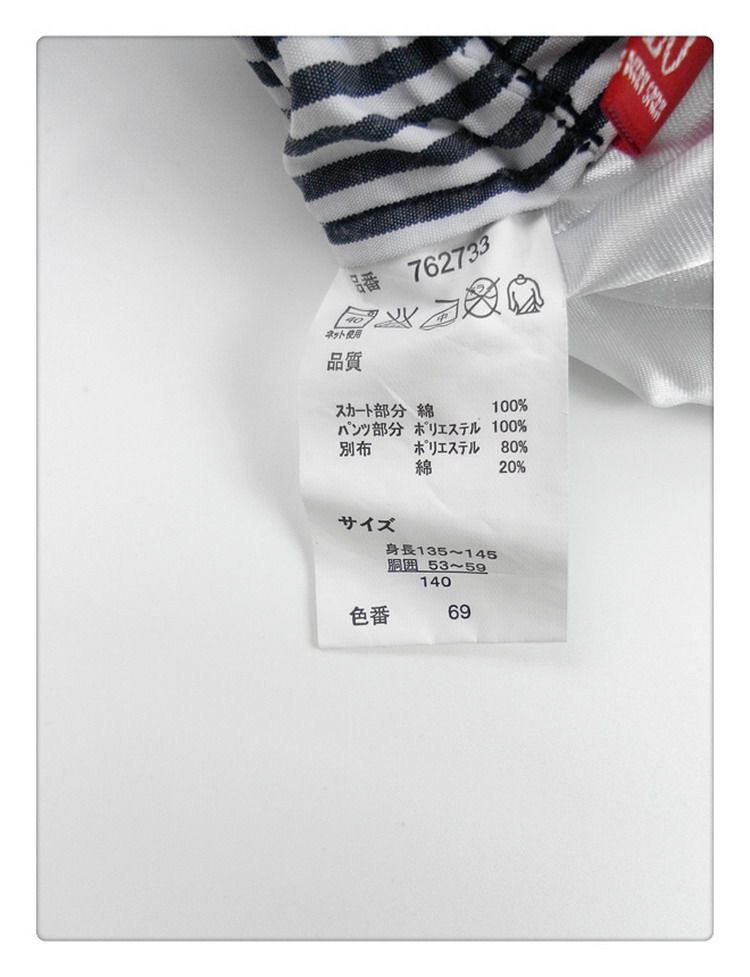 品番 762733
40 中
ネット使用
品質
スカート部分 綿 100%
パンツ部分 ポリエステル 100%
別布 ポリエステル 80%
綿 20%
サイズ
身長135～145
胴囲 53～59
140
色番 69